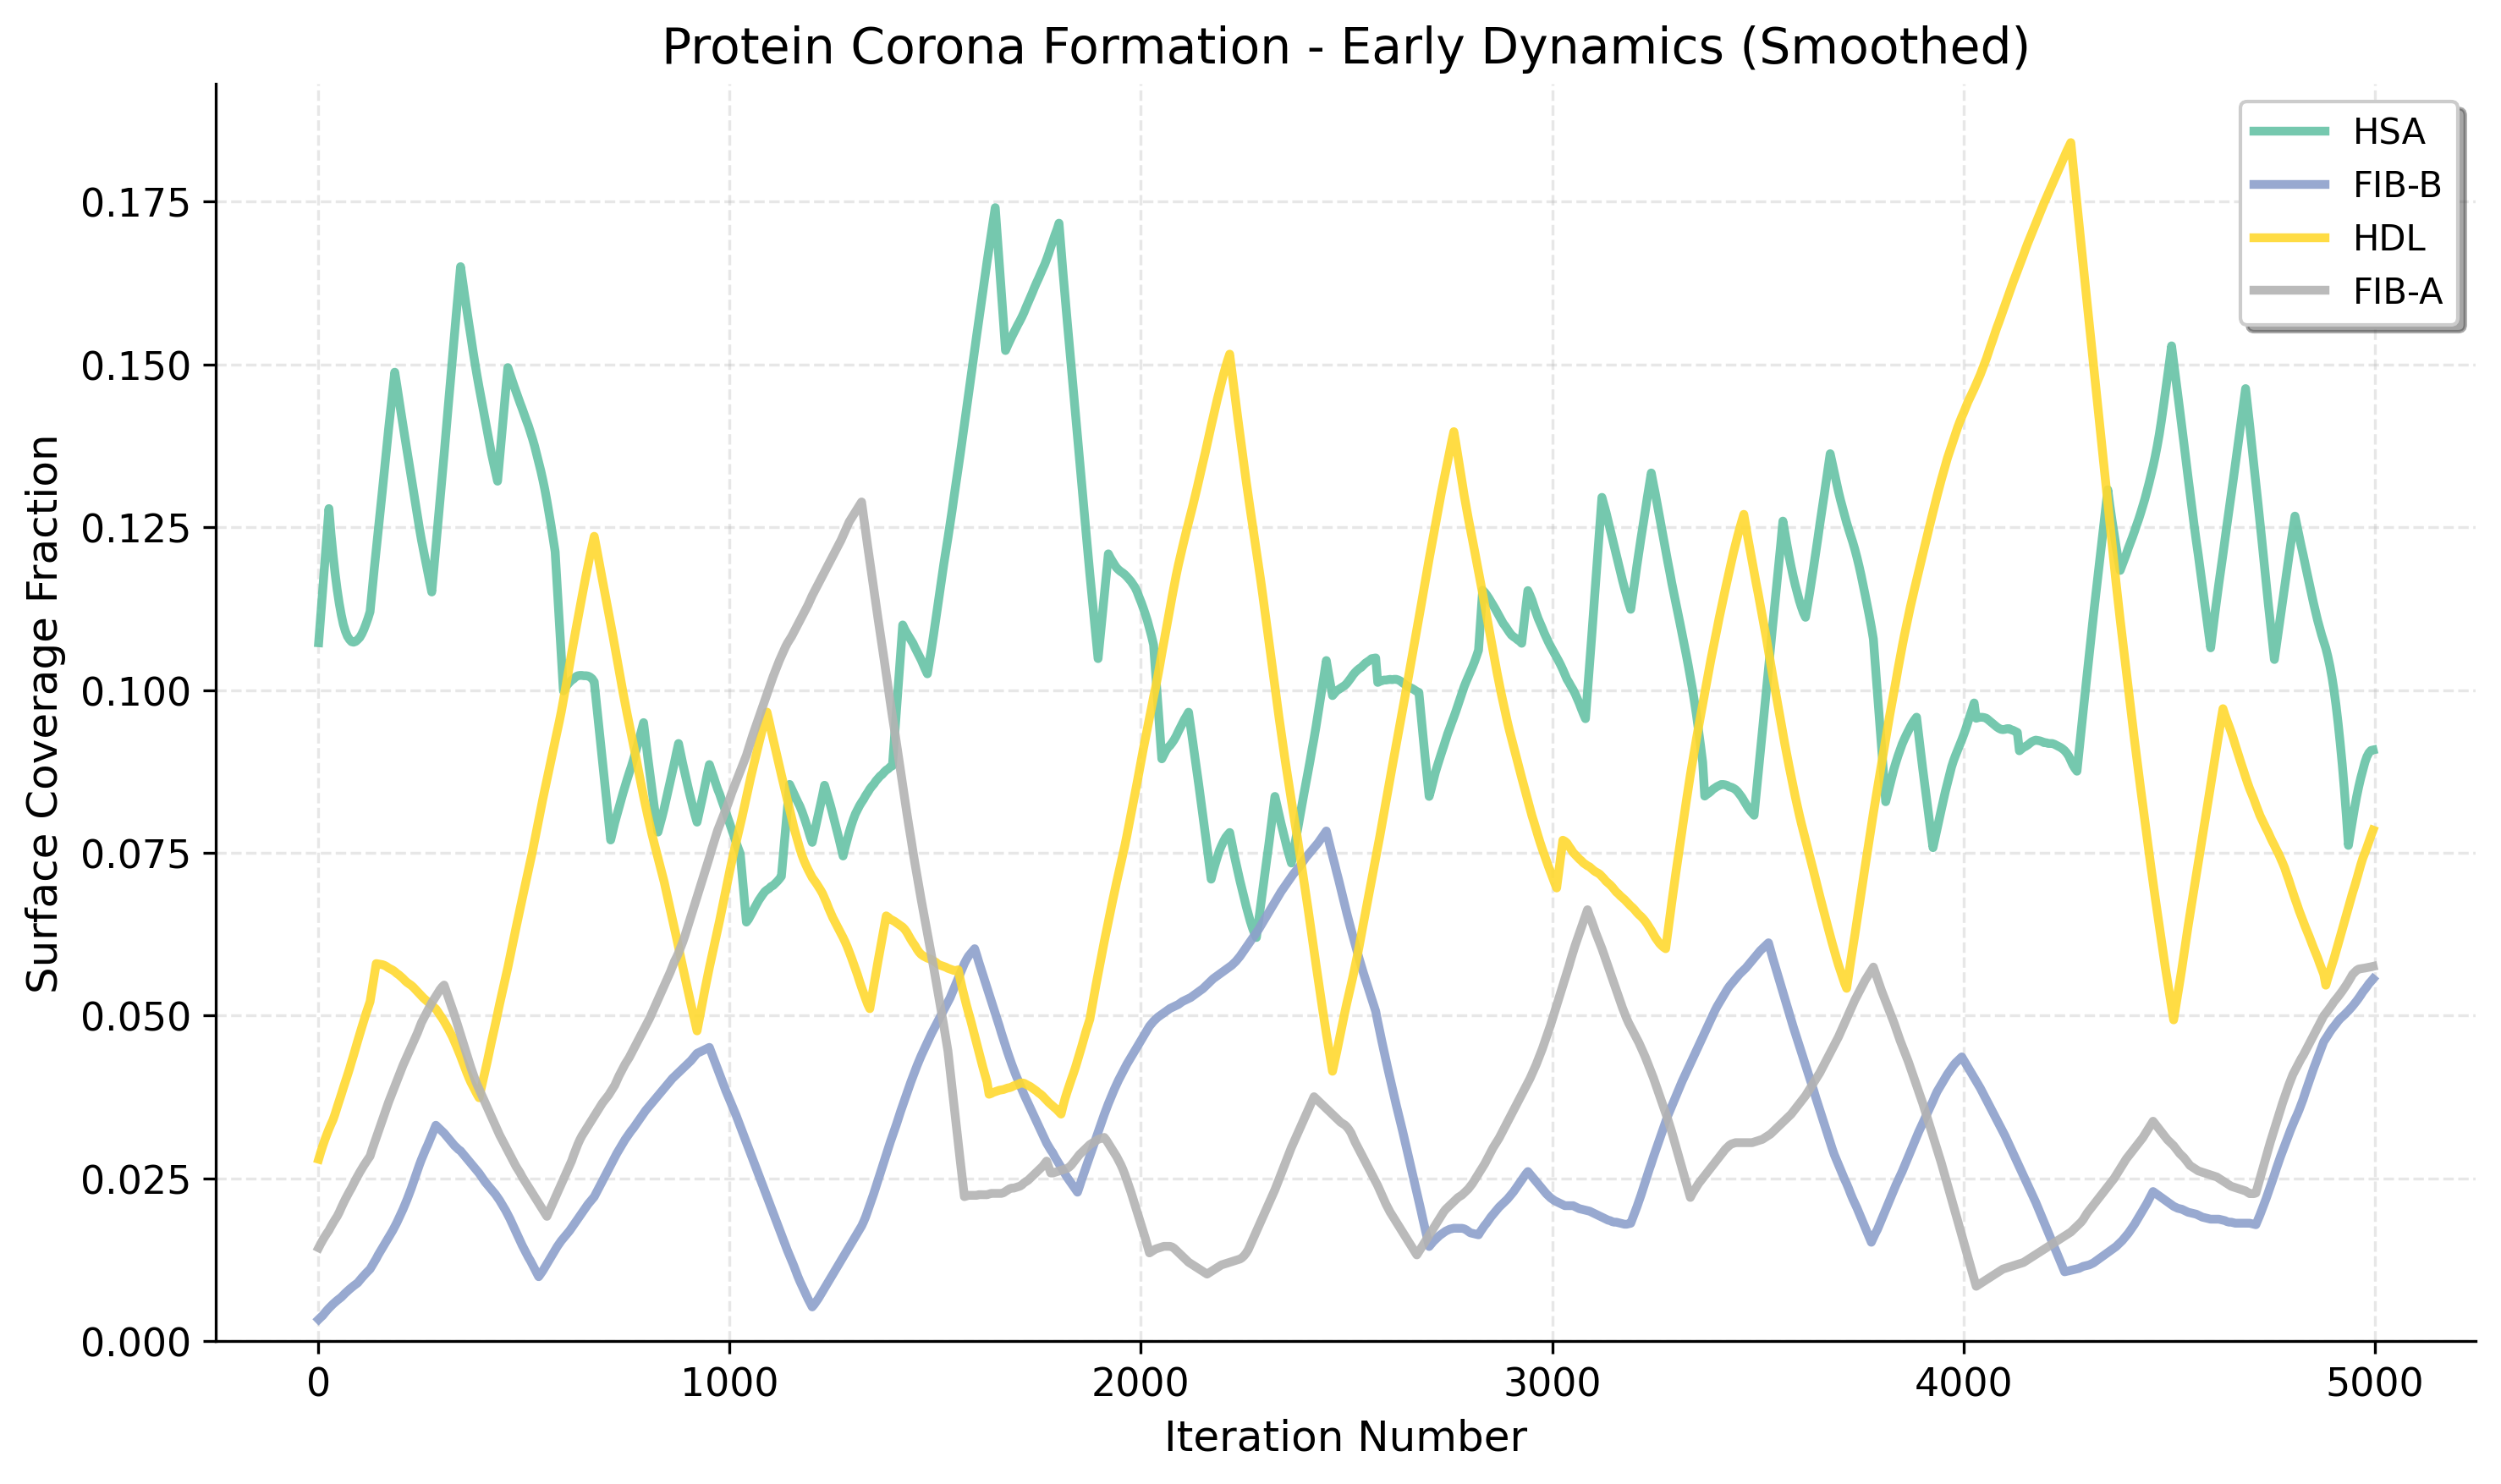 Protein Corona Formation - Early Dynamics (Smoothed)
Surface Coverage Fraction
0.175
0.150
0.125
0.100
0.075
0.050
0.025
0.000
HSA
FIB-B
HDL
FIB-A
0 1000 2000 3000 4000 5000
Iteration Number